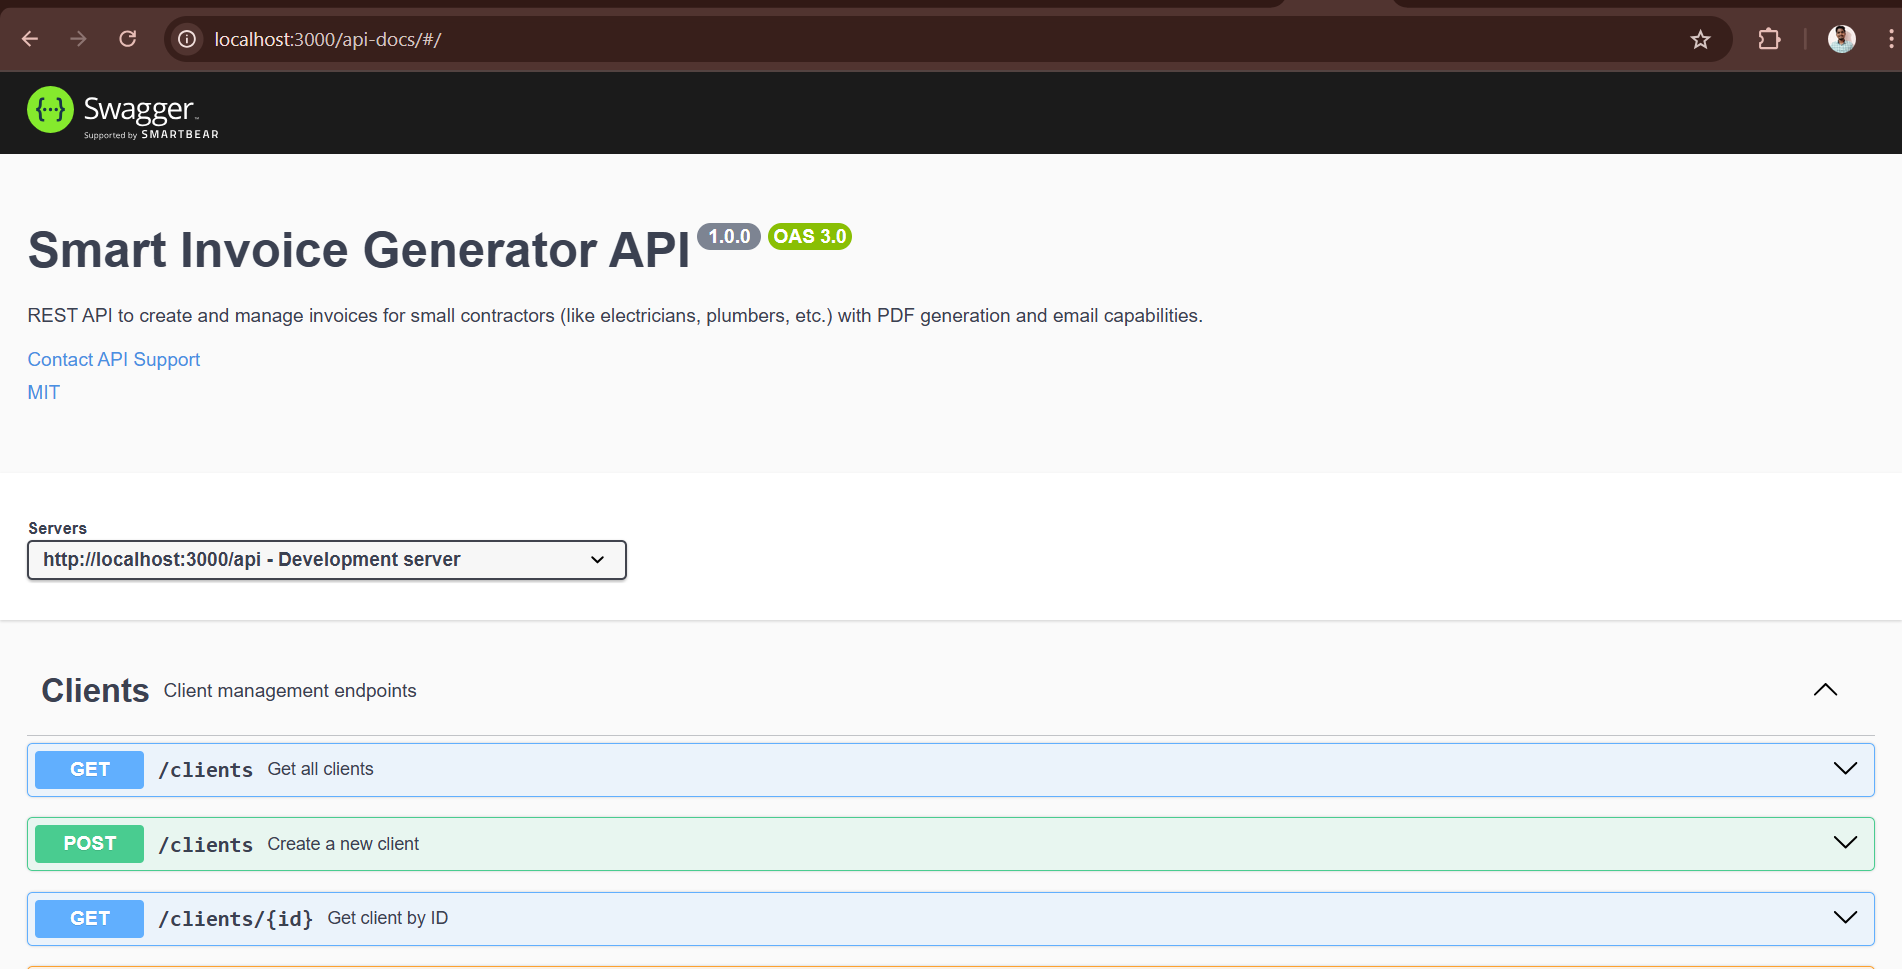 localhost:3000/api-docs/#/
{···} Swagger™
Supported by SMARTBEAR
Smart Invoice Generator API 1.0.0 OAS 3.0
REST API to create and manage invoices for small contractors (like electricians, plumbers, etc.) with PDF generation and email capabilities.
Contact API Support
MIT
Servers
http://localhost:3000/api - Development server
Clients Client management endpoints
GET /clients Get all clients
POST /clients Create a new client
GET /clients/{id} Get client by ID